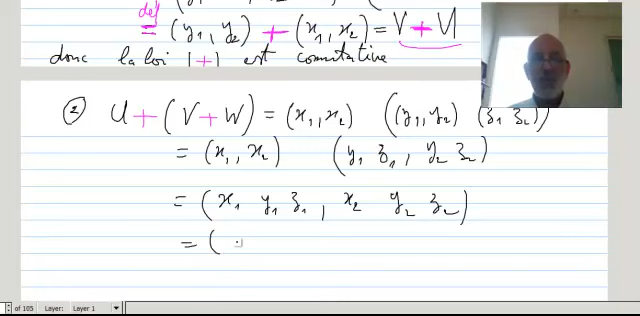 def
= (y1, y2) + (x1, x2) = V + U
donc la loi |+| est commutative
② U + (V + W) = (x1, x2) ((y1, y2) (z1 z2))
= (x1, x2) (y1 z1, y2 z2)
= (x1 y1 z1, x2 y2 z2)
= (
of 105 Layer: Layer 1